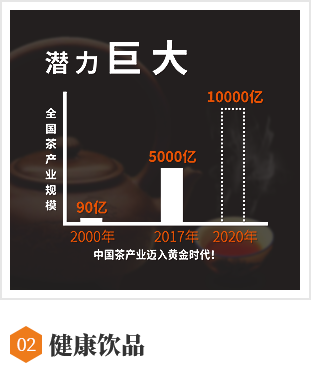 潜力巨大
10000亿
5000亿
90亿
全国茶产业规模
2000年 2017年 2020年
中国茶产业迈入黄金时代!
02 健康饮品